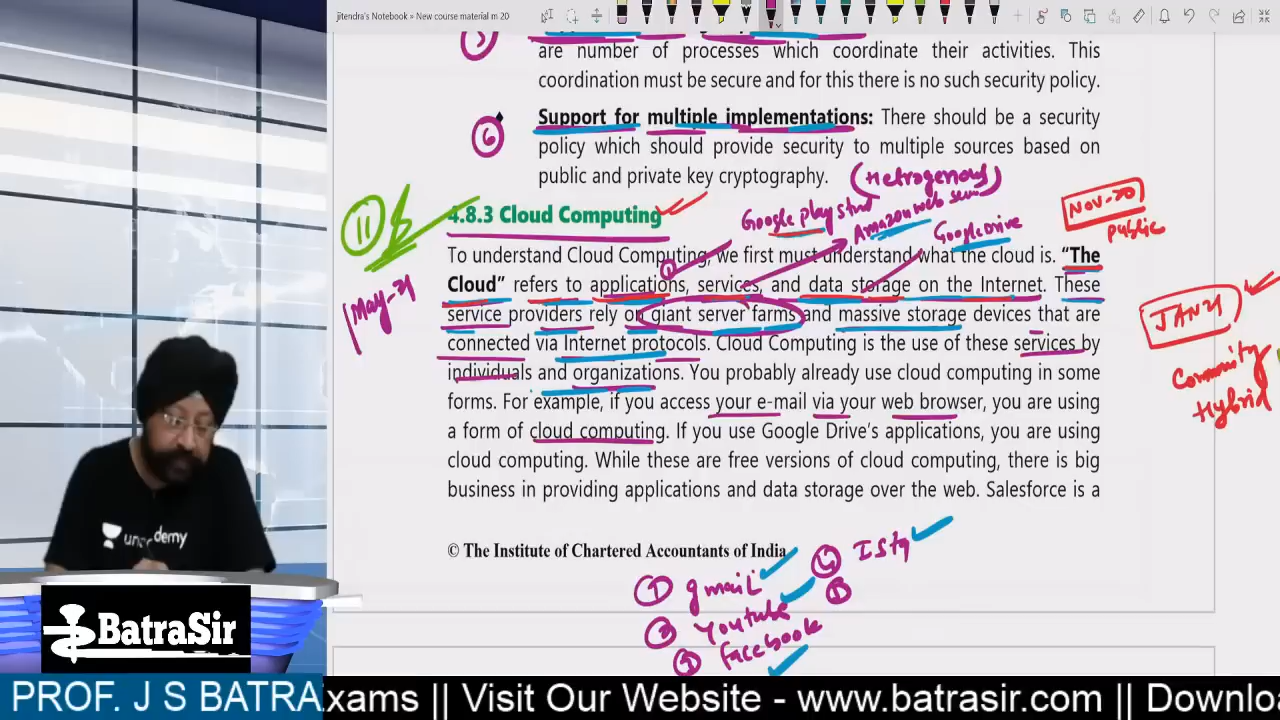 jitendra's Notebook » New course material m 20
are number of processes which coordinate their activities. This
coordination must be secure and for this there is no such security policy.
6 Support for multiple implementations: There should be a security
policy which should provide security to multiple sources based on
public and private key cryptography. (Hetrogenous)
11 4.8.3 Cloud Computing
Google play
Amazon web
Google Drive
NOV-20
public
To understand Cloud Computing, we first must understand what the cloud is. “The
Cloud” refers to applications, services, and data storage on the Internet. These
service providers rely on giant server farms and massive storage devices that are
connected via Internet protocols. Cloud Computing is the use of these services by
individuals and organizations. You probably already use cloud computing in some
forms. For example, if you access your e-mail via your web browser, you are using
a form of cloud computing. If you use Google Drive's applications, you are using
cloud computing. While these are free versions of cloud computing, there is big
business in providing applications and data storage over the web. Salesforce is a
May-21
JAN 21
Community
Hybrid
© The Institute of Chartered Accountants of India
1 gmail
2 Youtube
3 facebook
4
BatraSir
PROF. J S BATRA
xams || Visit Our Website - www.batrasir.com || Downlo